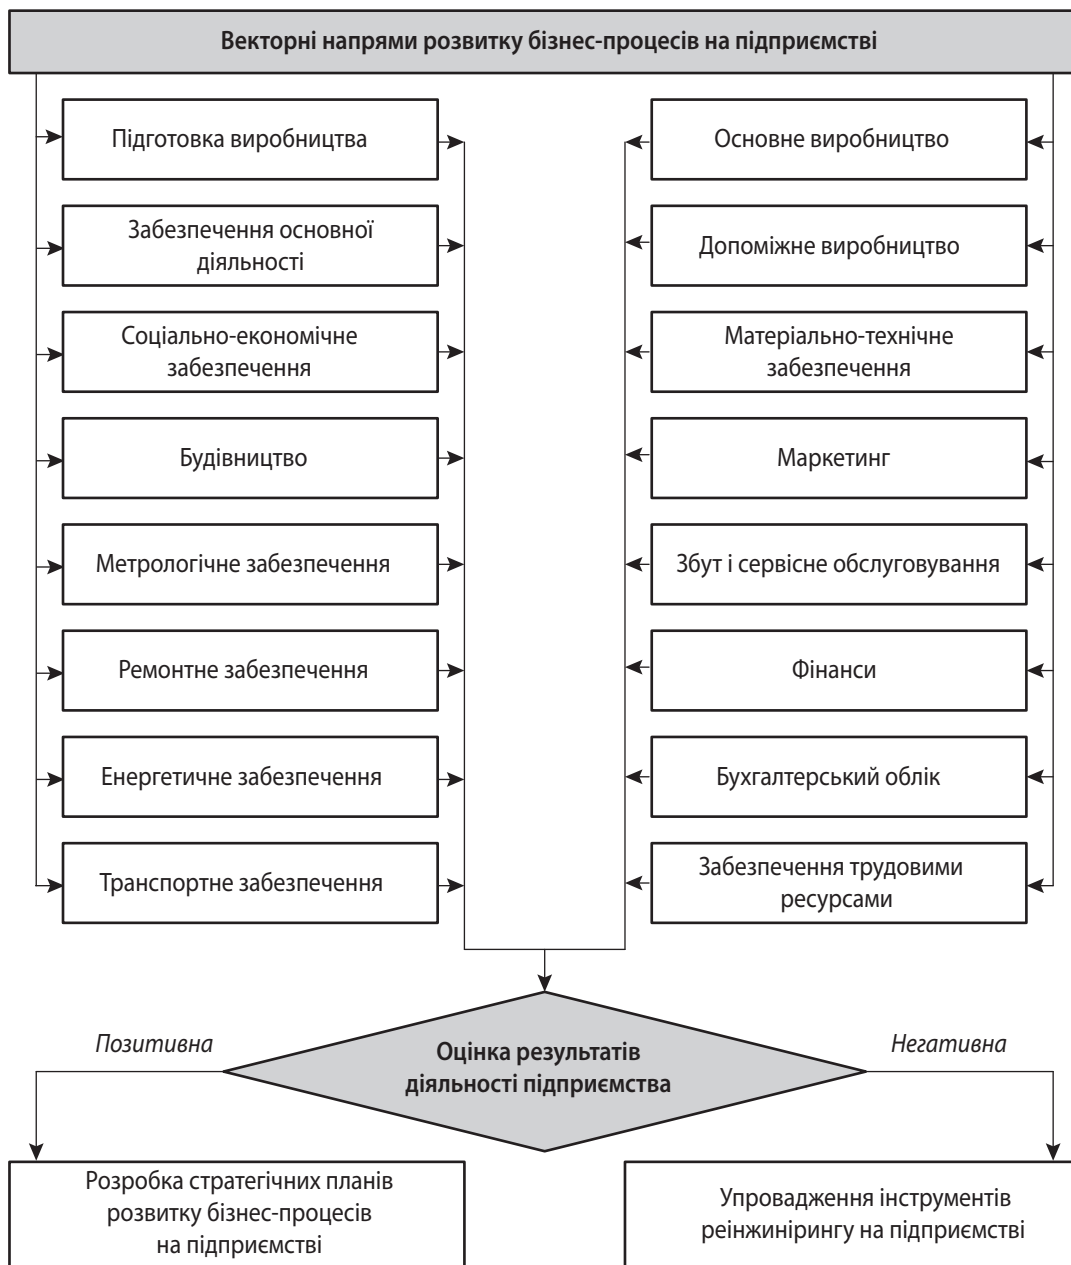 Векторні напрями розвитку бізнес-процесів на підприємстві
Підготовка виробництва
Забезпечення основної
діяльності
Соціально-економічне
забезпечення
Будівництво
Метрологічне забезпечення
Ремонтне забезпечення
Енергетичне забезпечення
Транспортне забезпечення
Основне виробництво
Допоміжне виробництво
Матеріально-технічне
забезпечення
Маркетинг
Збут і сервісне обслуговування
Фінанси
Бухгалтерський облік
Забезпечення трудовими
ресурсами
Позитивна
Оцінка результатів
діяльності підприємства
Негативна
Розробка стратегічних планів
розвитку бізнес-процесів
на підприємстві
Упровадження інструментів
реінжинірингу на підприємстві